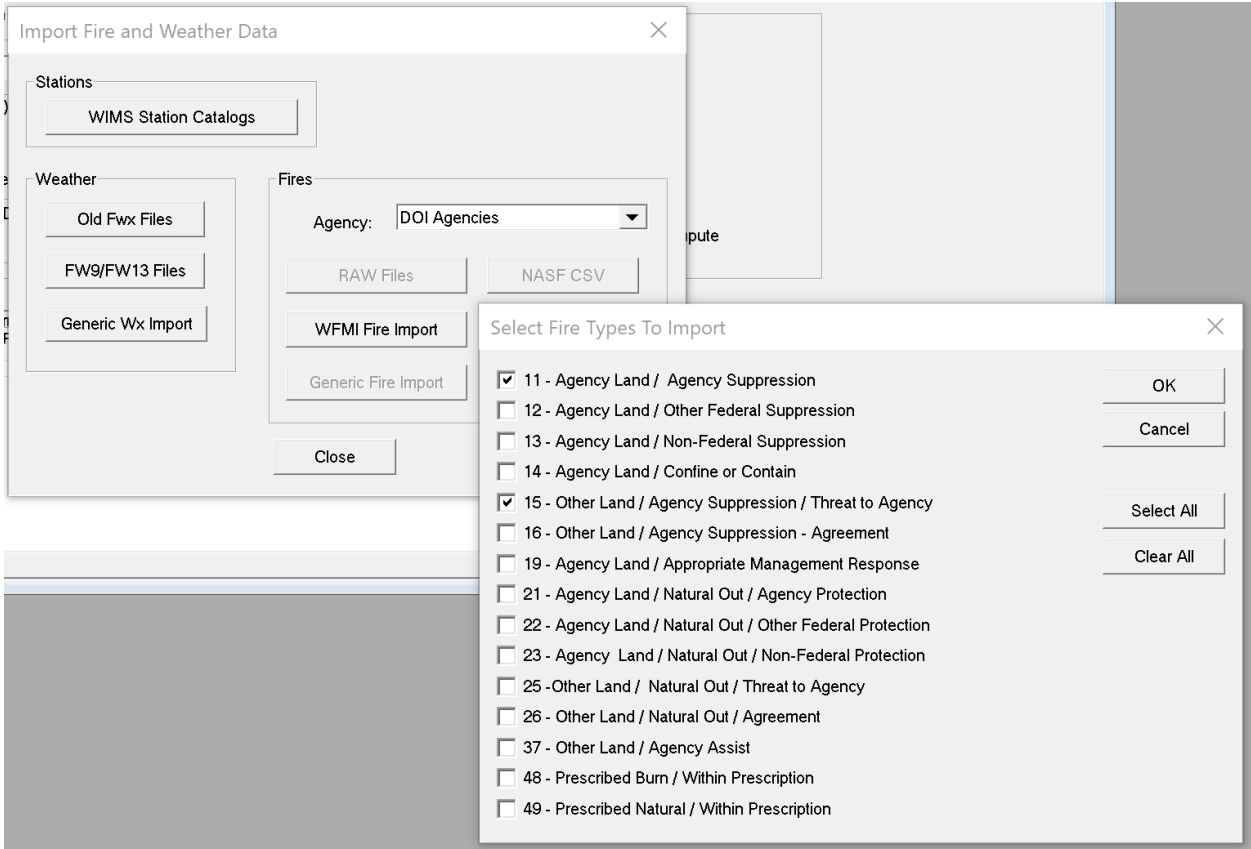 Import Fire and Weather Data
Stations
WIMS Station Catalogs
Weather
Old Fwx Files
FW9/FW13 Files
Generic Wx Import
Fires
Agency: DOI Agencies
RAW Files NASF CSV
WFMI Fire Import
Generic Fire Import
Close
Select Fire Types To Import
11 - Agency Land / Agency Suppression
12 - Agency Land / Other Federal Suppression
13 - Agency Land / Non-Federal Suppression
14 - Agency Land / Confine or Contain
15 - Other Land / Agency Suppression / Threat to Agency
16 - Other Land / Agency Suppression - Agreement
19 - Agency Land / Appropriate Management Response
21 - Agency Land / Natural Out / Agency Protection
22 - Agency Land / Natural Out / Other Federal Protection
23 - Agency Land / Natural Out / Non-Federal Protection
25 -Other Land / Natural Out / Threat to Agency
26 - Other Land / Natural Out / Agreement
37 - Other Land / Agency Assist
48 - Prescribed Burn / Within Prescription
49 - Prescribed Natural / Within Prescription
OK
Cancel
Select All
Clear All